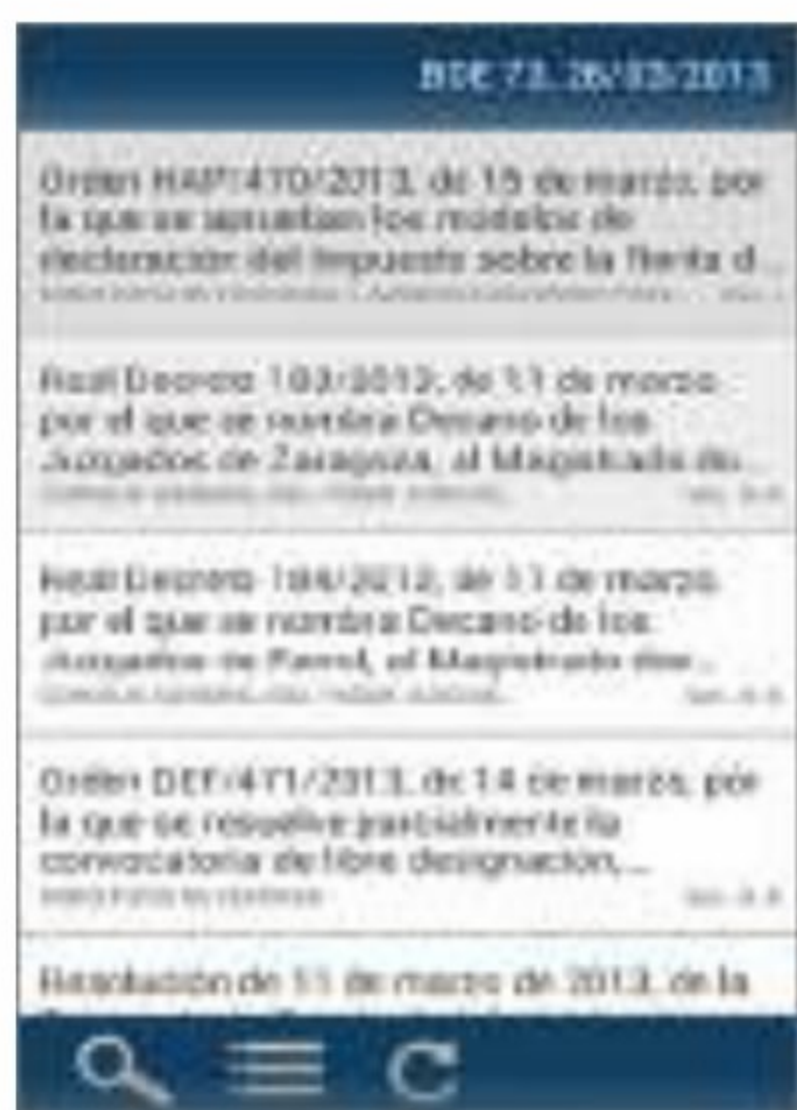 BOE 73, 26/03/2013
Orden HAP/470/2013, de 15 de marzo, por
la que se aprueban los modelos de
declaración del Impuesto sobre la Renta d...
Real Decreto 183/2013, de 11 de marzo
por el que se nombra Decano de los
Juzgados de Zaragoza, al Magistrado do...
Real Decreto 184/2013, de 11 de marzo
por el que se nombra Decano de los
Juzgados de Ferrol, al Magistrado don...
Orden DEF/471/2013, de 14 de marzo, por
la que se resuelve parcialmente la
convocatoria de libre designación,...
MINISTERIO DE DEFENSA
Resolución de 11 de marzo de 2013, de la